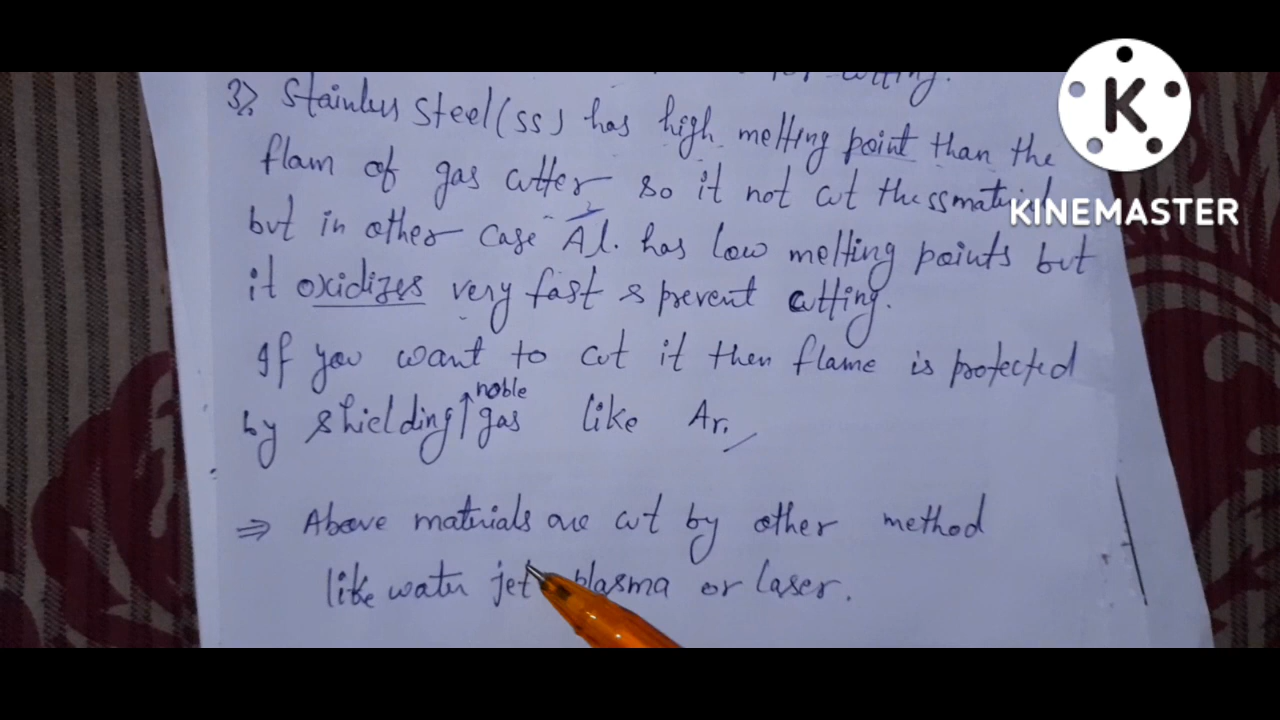 cutting.
3) Stainless Steel (SS) has high melting point than the
flam of gas cutter so it not cut the ss material
but in other case Al. has low melting points but
it oxidizes very fast & prevent cutting.
If you want to cut it then flame is protected
by shielding noble gas like Ar.
⇒ Above materials are cut by other method
like water jet plasma or laser.
KINEMASTER